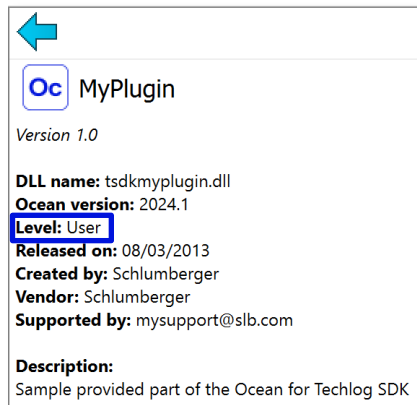 Oc MyPlugin
Version 1.0
DLL name: tsdkmyplugin.dll
Ocean version: 2024.1
Level: User
Released on: 08/03/2013
Created by: Schlumberger
Vendor: Schlumberger
Supported by: mysupport@slb.com
Description:
Sample provided part of the Ocean for Techlog SDK